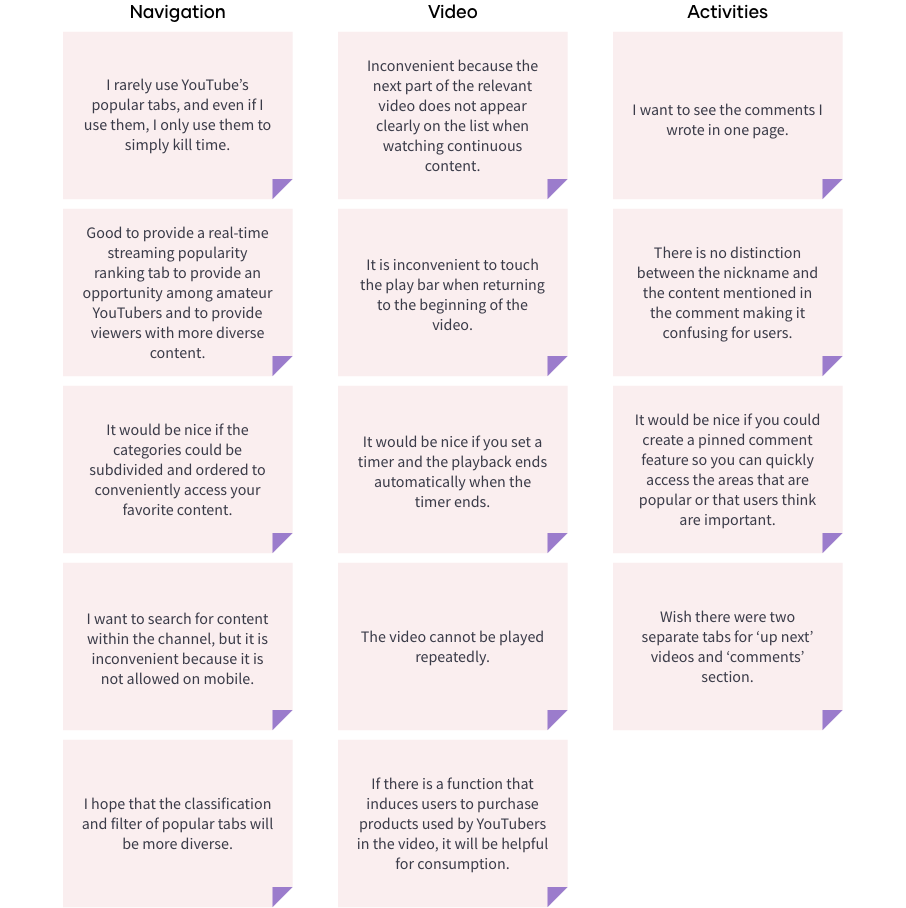 Navigation
I rarely use YouTube’s
popular tabs, and even if I
use them, I only use them to
simply kill time.
Good to provide a real-time
streaming popularity
ranking tab to provide an
opportunity among amateur
YouTubers and to provide
viewers with more diverse
content.
It would be nice if the
categories could be
subdivided and ordered to
conveniently access your
favorite content.
I want to search for content
within the channel, but it is
inconvenient because it is
not allowed on mobile.
I hope that the classification
and filter of popular tabs will
be more diverse.
Video
Inconvenient because the
next part of the relevant
video does not appear
clearly on the list when
watching continuous
content.
It is inconvenient to touch
the play bar when returning
to the beginning of the
video.
It would be nice if you set a
timer and the playback ends
automatically when the
timer ends.
The video cannot be played
repeatedly.
If there is a function that
induces users to purchase
products used by YouTubers
in the video, it will be helpful
for consumption.
Activities
I want to see the comments I
wrote in one page.
There is no distinction
between the nickname and
the content mentioned in
the comment making it
confusing for users.
It would be nice if you could
create a pinned comment
feature so you can quickly
access the areas that are
popular or that users think
are important.
Wish there were two
separate tabs for ‘up next’
videos and ‘comments’
section.